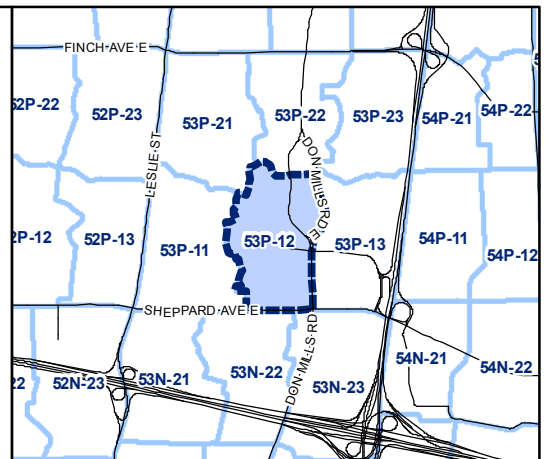 FINCH AVE E
52P-22
52P-23
53P-21
53P-22
53P-23
54P-21
54P-22
LESLIE ST
DON MILLS RD E
2P-12
52P-13
53P-11
53P-12
53P-13
54P-11
54P-12
SHEPPARD AVE E
DON MILLS RD
22
52N-23
53N-21
53N-22
53N-23
54N-21
54N-22